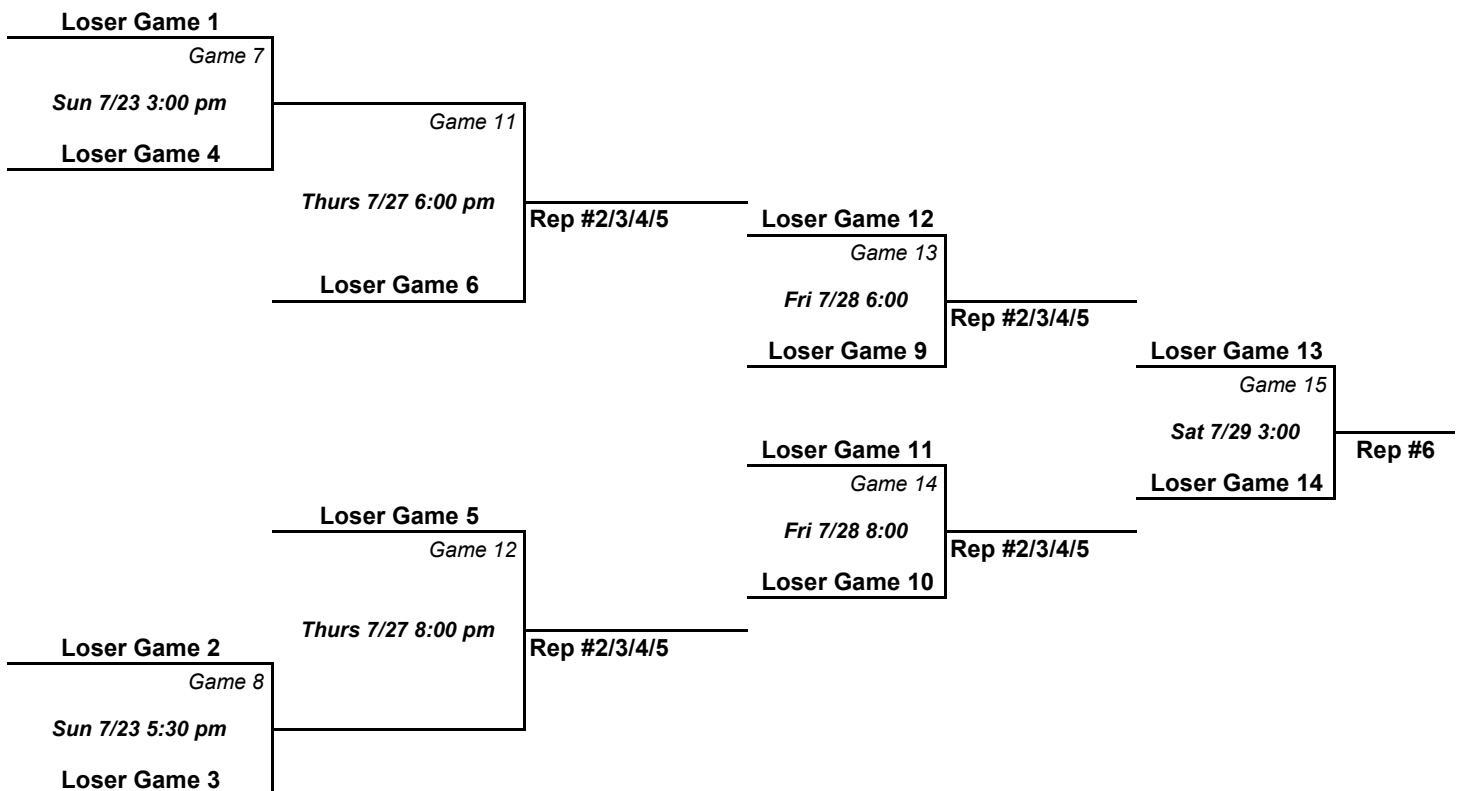 Loser Game 1
Game 7
Sun 7/23 3:00 pm
Loser Game 4
Game 11
Thurs 7/27 6:00 pm
Rep #2/3/4/5
Loser Game 6
Loser Game 12
Game 13
Fri 7/28 6:00
Rep #2/3/4/5
Loser Game 9
Loser Game 13
Game 15
Sat 7/29 3:00
Rep #6
Loser Game 14
Loser Game 11
Game 14
Fri 7/28 8:00
Rep #2/3/4/5
Loser Game 10
Loser Game 5
Game 12
Thurs 7/27 8:00 pm
Rep #2/3/4/5
Loser Game 2
Game 8
Sun 7/23 5:30 pm
Loser Game 3